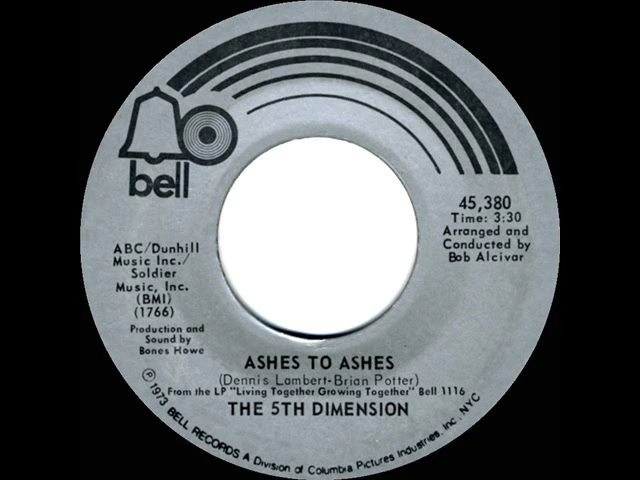 bell
45,380
Time: 3:30
Arranged and
Conducted by
Bob Alcivar
ABC/Dunhill
Music Inc./
Soldier
Music, Inc.
(BMI)
(1766)
Production and
Sound by
Bones Howe
ASHES TO ASHES
(Dennis Lambert-Brian Potter)
From the LP "Living Together Growing Together" Bell 1116
THE 5TH DIMENSION
Ⓟ 1973 BELL RECORDS A Division of Columbia Pictures Industries, Inc., NYC